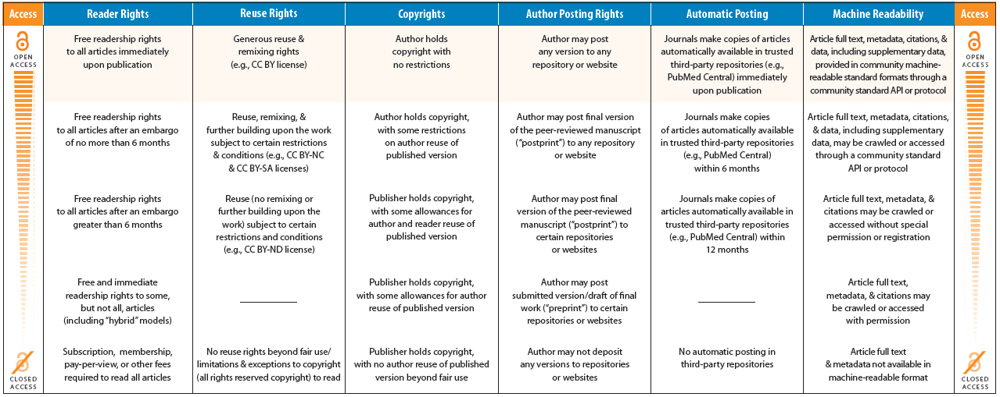 Access
Reader Rights
Reuse Rights
Copyrights
Author Posting Rights
Automatic Posting
Machine Readability
Access
OPEN
ACCESS
Free readership rights
to all articles immediately
upon publication
Generous reuse &
remixing rights
(e.g., CC BY license)
Author holds
copyright with
no restrictions
Author may post
any version to any
repository or website
Journals make copies of articles
automatically available in trusted
third-party repositories (e.g.,
PubMed Central) immediately
upon publication
Article full text, metadata, citations, &
data, including supplementary data,
provided in community machine-
readable standard formats through a
community standard API or protocol
OPEN
ACCESS
Free readership rights
to all articles after an embargo
of no more than 6 months
Reuse, remixing, &
further building upon the work
subject to certain restrictions
& conditions (e.g., CC BY-NC
& CC BY-SA licenses)
Author holds copyright,
with some restrictions
on author reuse of
published version
Author may post final version
of the peer-reviewed manuscript
(“postprint”) to any repository
or website
Journals make copies
of articles automatically available
in trusted third-party repositories
(e.g., PubMed Central)
within 6 months
Article full text, metadata, citations,
& data, including supplementary
data, may be crawled or accessed
through a community standard
API or protocol
Free readership rights
to all articles after an embargo
greater than 6 months
Reuse (no remixing or
further building upon the
work) subject to certain
restrictions and conditions
(e.g., CC BY-ND license)
Publisher holds copyright,
with some allowances for
author and reader reuse of
published version
Author may post final
version of the peer-reviewed
manuscript (“postprint”) to
certain repositories
or websites
Journals make copies of
articles automatically available in
trusted third-party repositories
(e.g., PubMed Central) within
12 months
Article full text, metadata, &
citations may be crawled or
accessed without special
permission or registration
Free and immediate
readership rights to some,
but not all, articles
(including “hybrid” models)
Publisher holds copyright,
with some allowances for author
reuse of published version
Author may post
submitted version/draft of final
work (“preprint”) to certain
repositories or websites
Article full text,
metadata, & citations may
be crawled or accessed
with permission
CLOSED
ACCESS
Subscription, membership,
pay-per-view, or other fees
required to read all articles
No reuse rights beyond fair use/
limitations & exceptions to copyright
(all rights reserved copyright) to read
Publisher holds copyright,
with no author reuse of published
version beyond fair use
Author may not deposit
any versions to repositories
or websites
No automatic posting in
third-party repositories
Article full text
& metadata not available in
machine-readable format
CLOSED
ACCESS